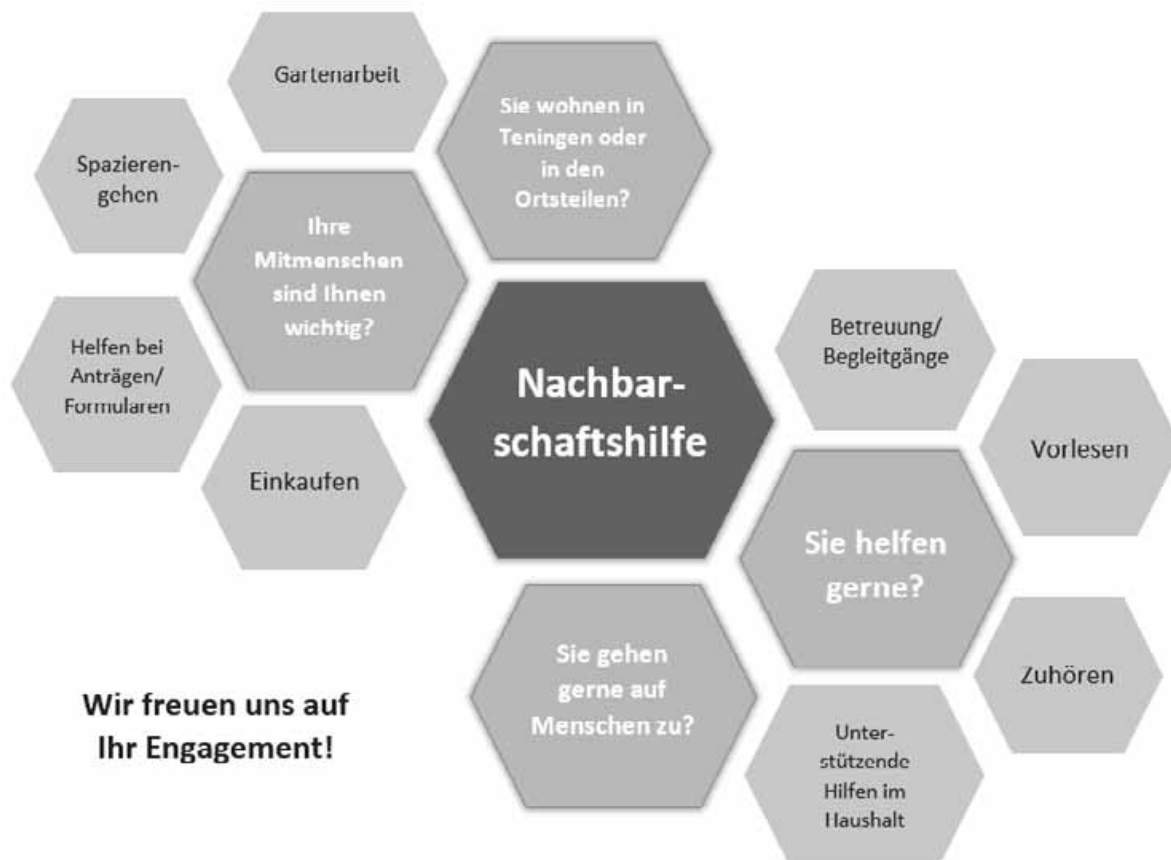 Gartenarbeit
Sie wohnen in
Teningen oder
in den
Ortsteilen?
Spazieren-
gehen
Ihre
Mitmenschen
sind Ihnen
wichtig?
Helfen bei
Anträgen/
Formularen
Einkaufen
Nachbar-
schaftshilfe
Betreuung/
Begleitgänge
Vorlesen
Sie helfen
gerne?
Zuhören
Sie gehen
gerne auf
Menschen zu?
Unter-
stützende
Hilfen im
Haushalt
Wir freuen uns auf
Ihr Engagement!